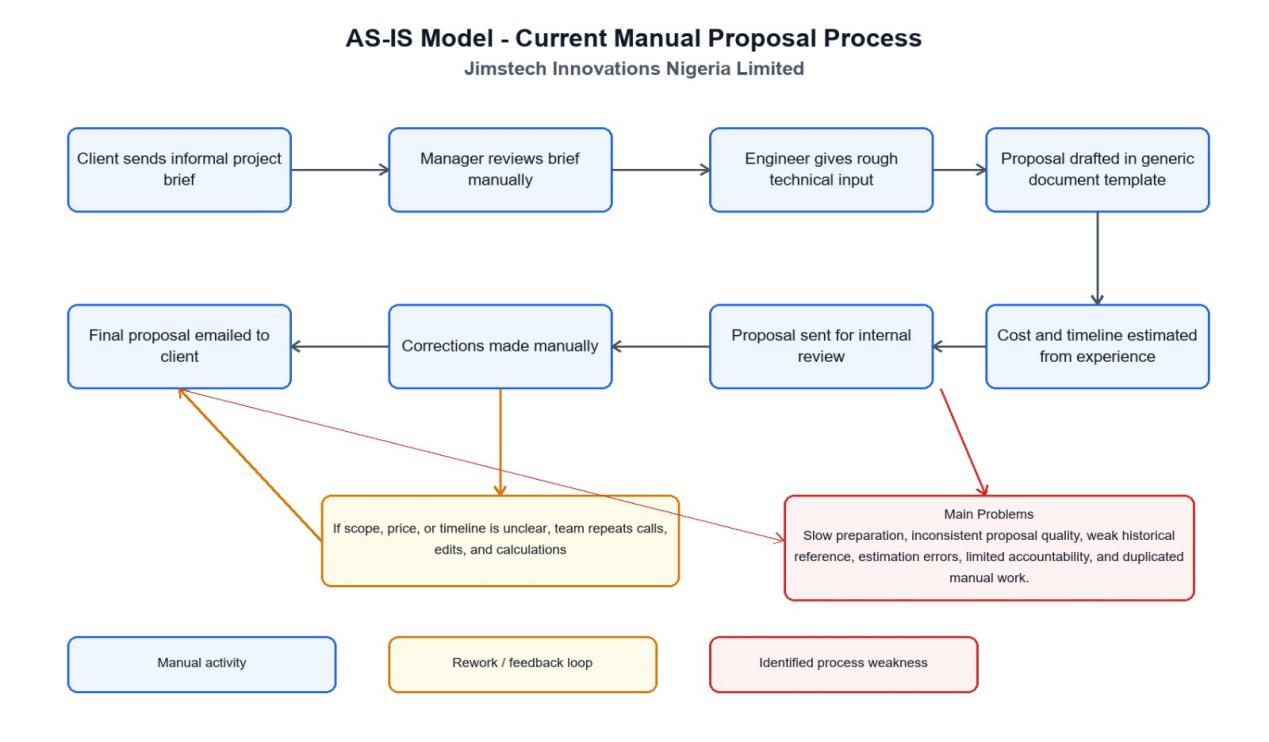 AS-IS Model - Current Manual Proposal Process
Jimstech Innovations Nigeria Limited
Client sends informal project
brief
Manager reviews brief
manually
Engineer gives rough
technical input
Proposal drafted in generic
document template
Final proposal emailed to
client
Corrections made manually
Proposal sent for internal
review
Cost and timeline estimated
from experience
If scope, price, or timeline is unclear, team repeats calls,
edits, and calculations
Main Problems
Slow preparation, inconsistent proposal quality, weak historical
reference, estimation errors, limited accountability, and duplicated
manual work.
Manual activity
Rework / feedback loop
Identified process weakness